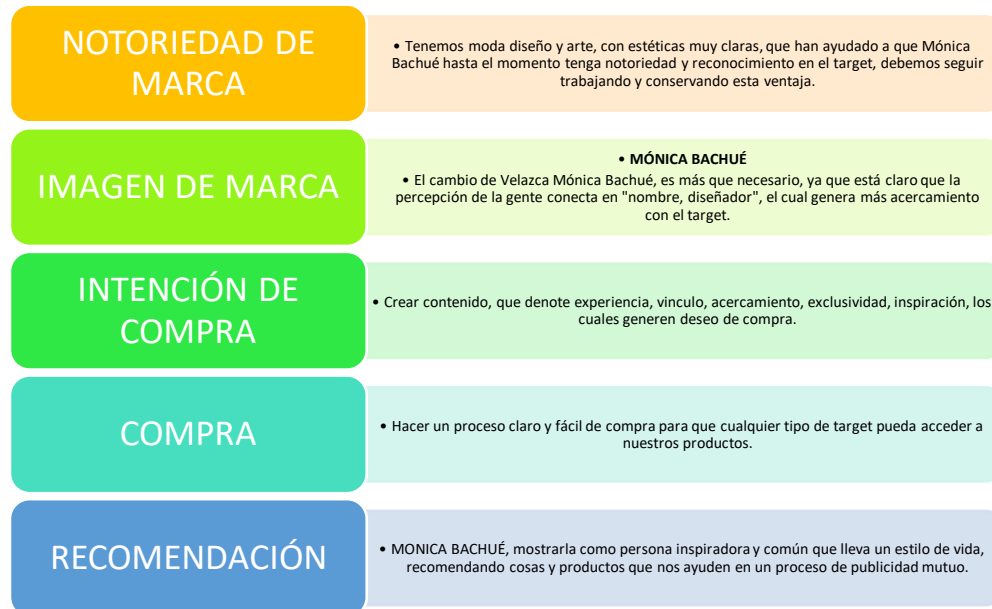 NOTORIEDAD DE
MARCA
• Tenemos moda diseño y arte, con estéticas muy claras, que han ayudado a que Mónica
Bachué hasta el momento tenga notoriedad y reconocimiento en el target, debemos seguir
trabajando y conservando esta ventaja.
IMAGEN DE MARCA
• MÓNICA BACHUÉ
• El cambio de Velazca Mónica Bachué, es más que necesario, ya que está claro que la
percepción de la gente conecta en "nombre, diseñador", el cual genera más acercamiento
con el target.
INTENCIÓN DE
COMPRA
• Crear contenido, que denote experiencia, vinculo, acercamiento, exclusividad, inspiración, los
cuales generen deseo de compra.
COMPRA
• Hacer un proceso claro y fácil de compra para que cualquier tipo de target pueda acceder a
nuestros productos.
RECOMENDACIÓN
• MONICA BACHUÉ, mostrarla como persona inspiradora y común que lleva un estilo de vida,
recomendando cosas y productos que nos ayuden en un proceso de publicidad mutuo.